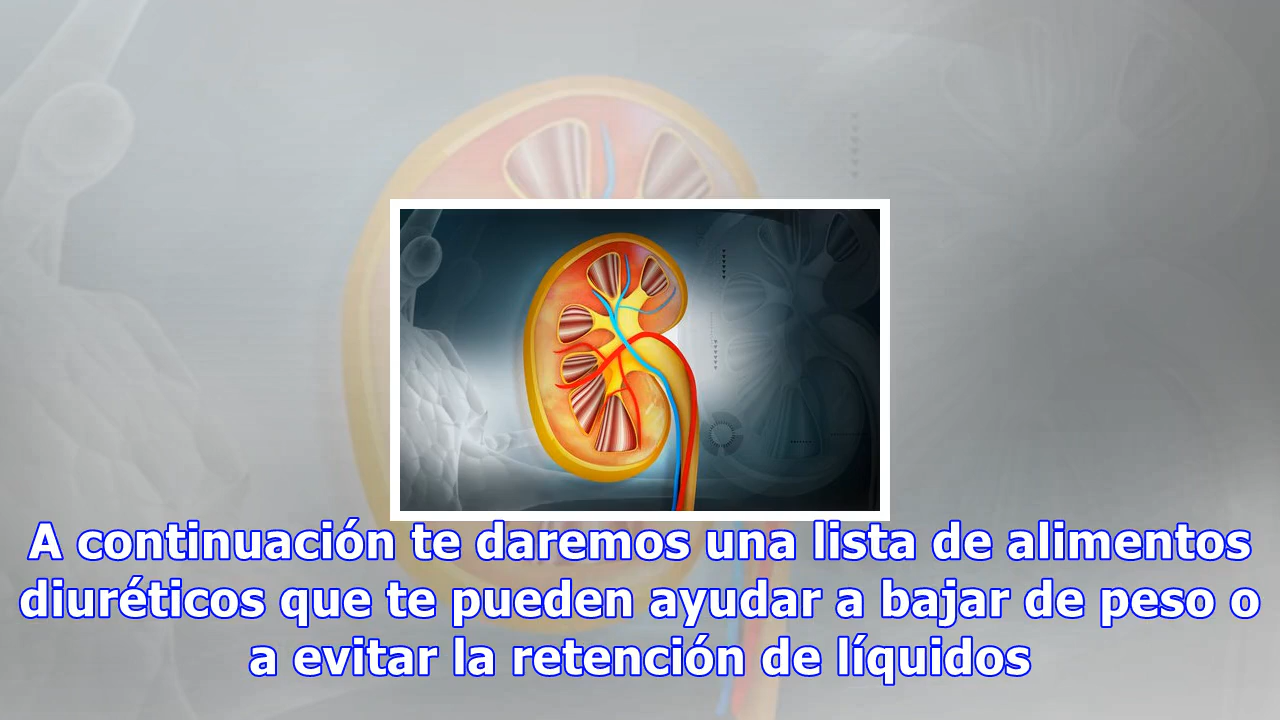 A continuación te daremos una lista de alimentos
diuréticos que te pueden ayudar a bajar de peso o
a evitar la retención de líquidos